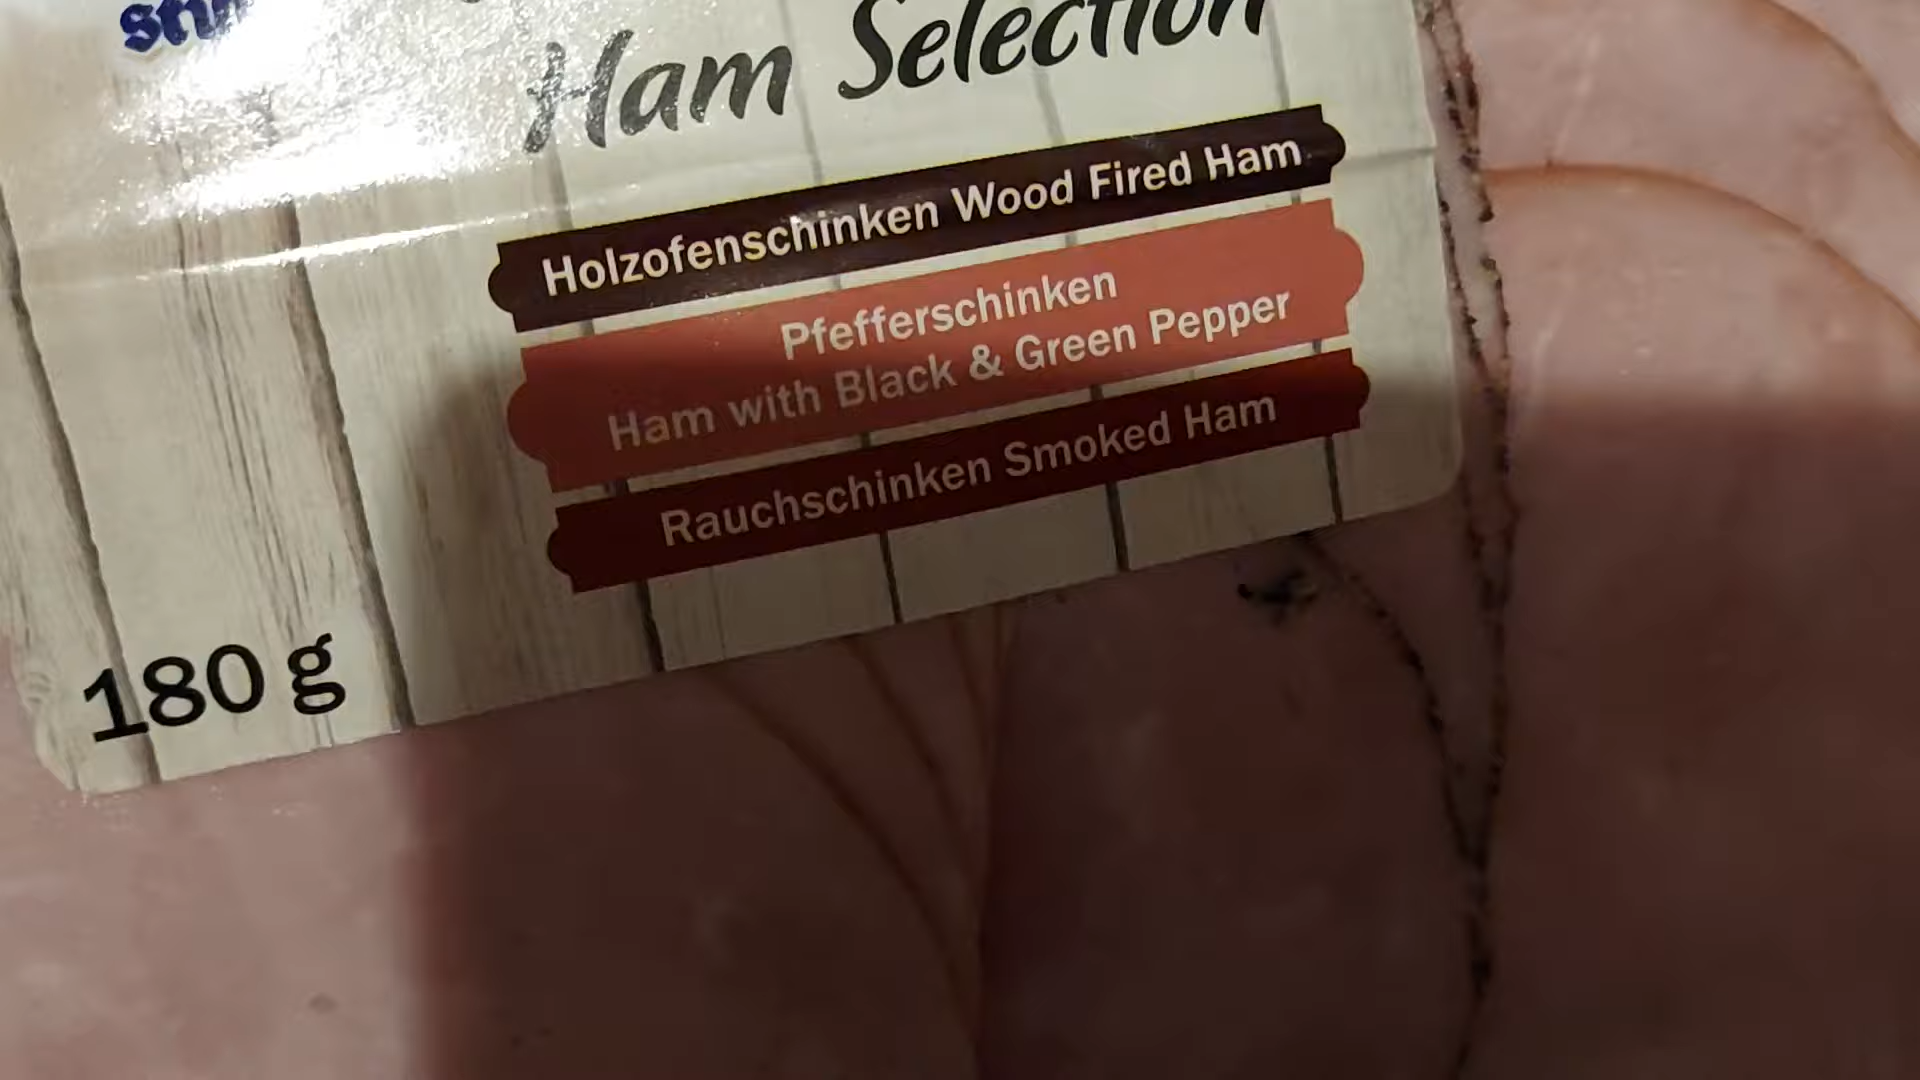 Ham Selection
Holzofenschinken Wood Fired Ham
Pfefferschinken
Ham with Black & Green Pepper
Rauchschinken Smoked Ham
180 g